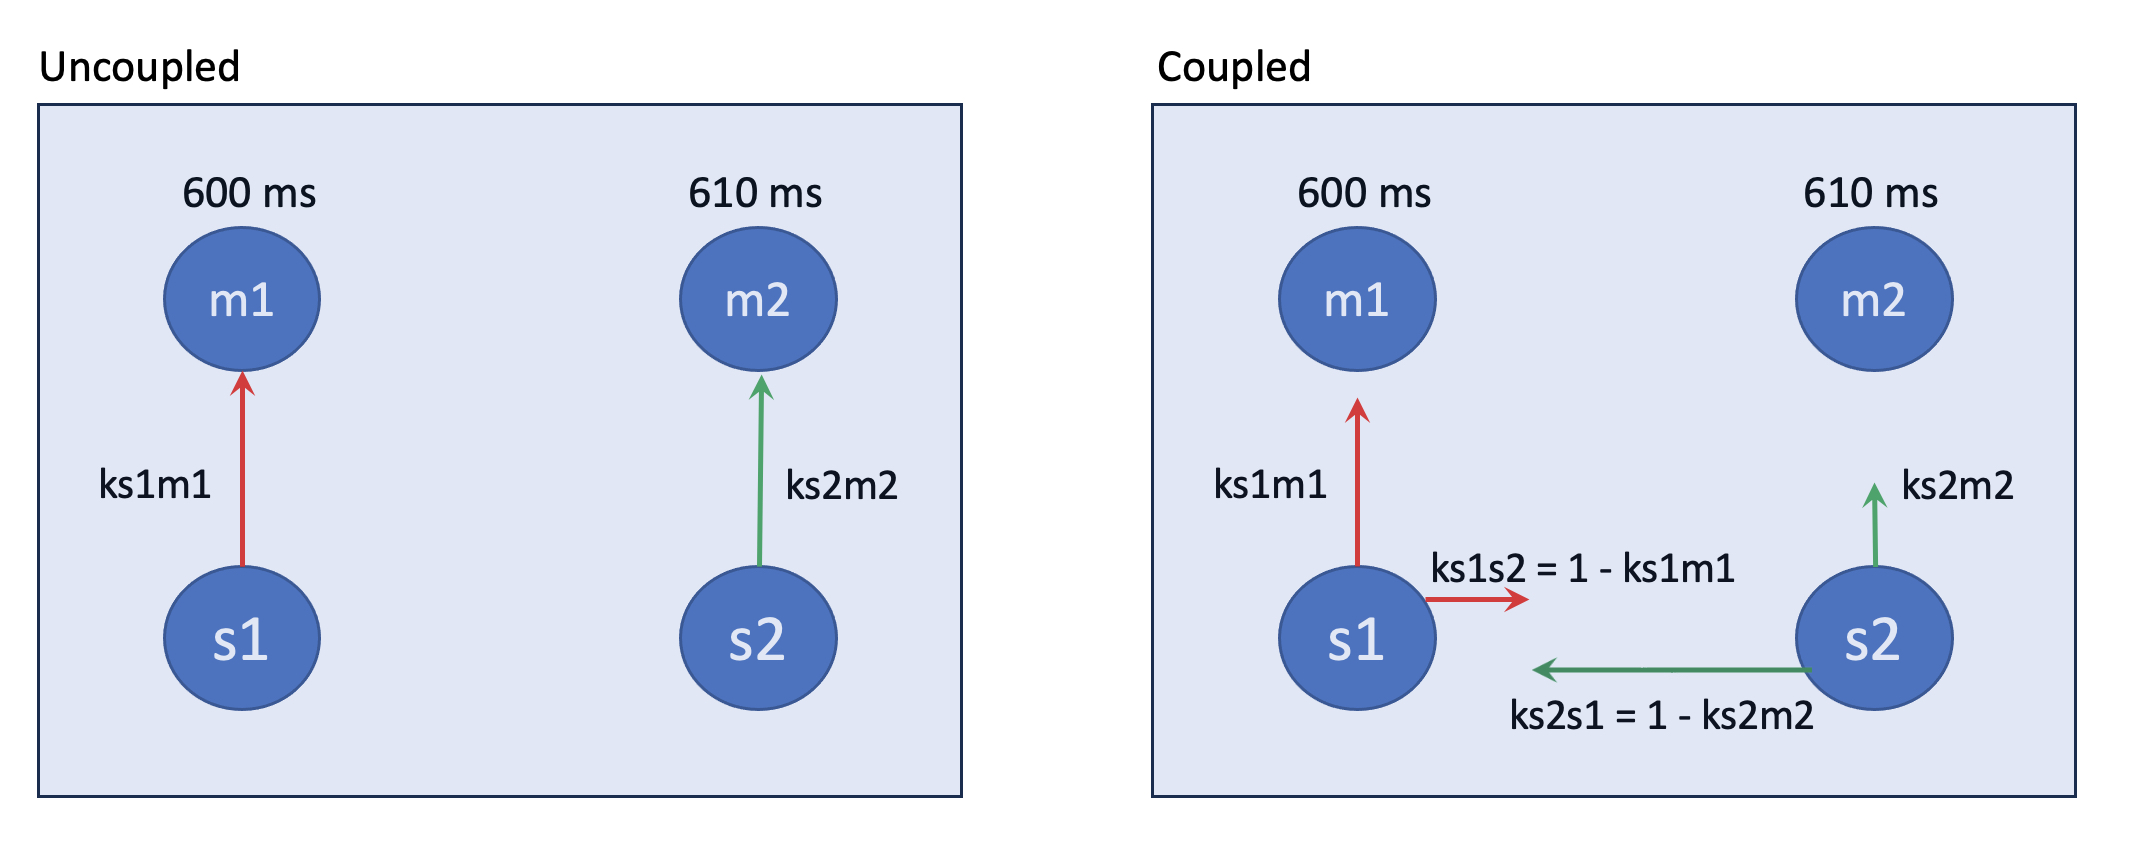 Uncoupled
600 ms
610 ms
m1
m2
ks1m1
ks2m2
s1
s2
Coupled
600 ms
610 ms
m1
m2
ks1m1
ks2m2
ks1s2 = 1 - ks1m1
s1
s2
ks2s1 = 1 - ks2m2